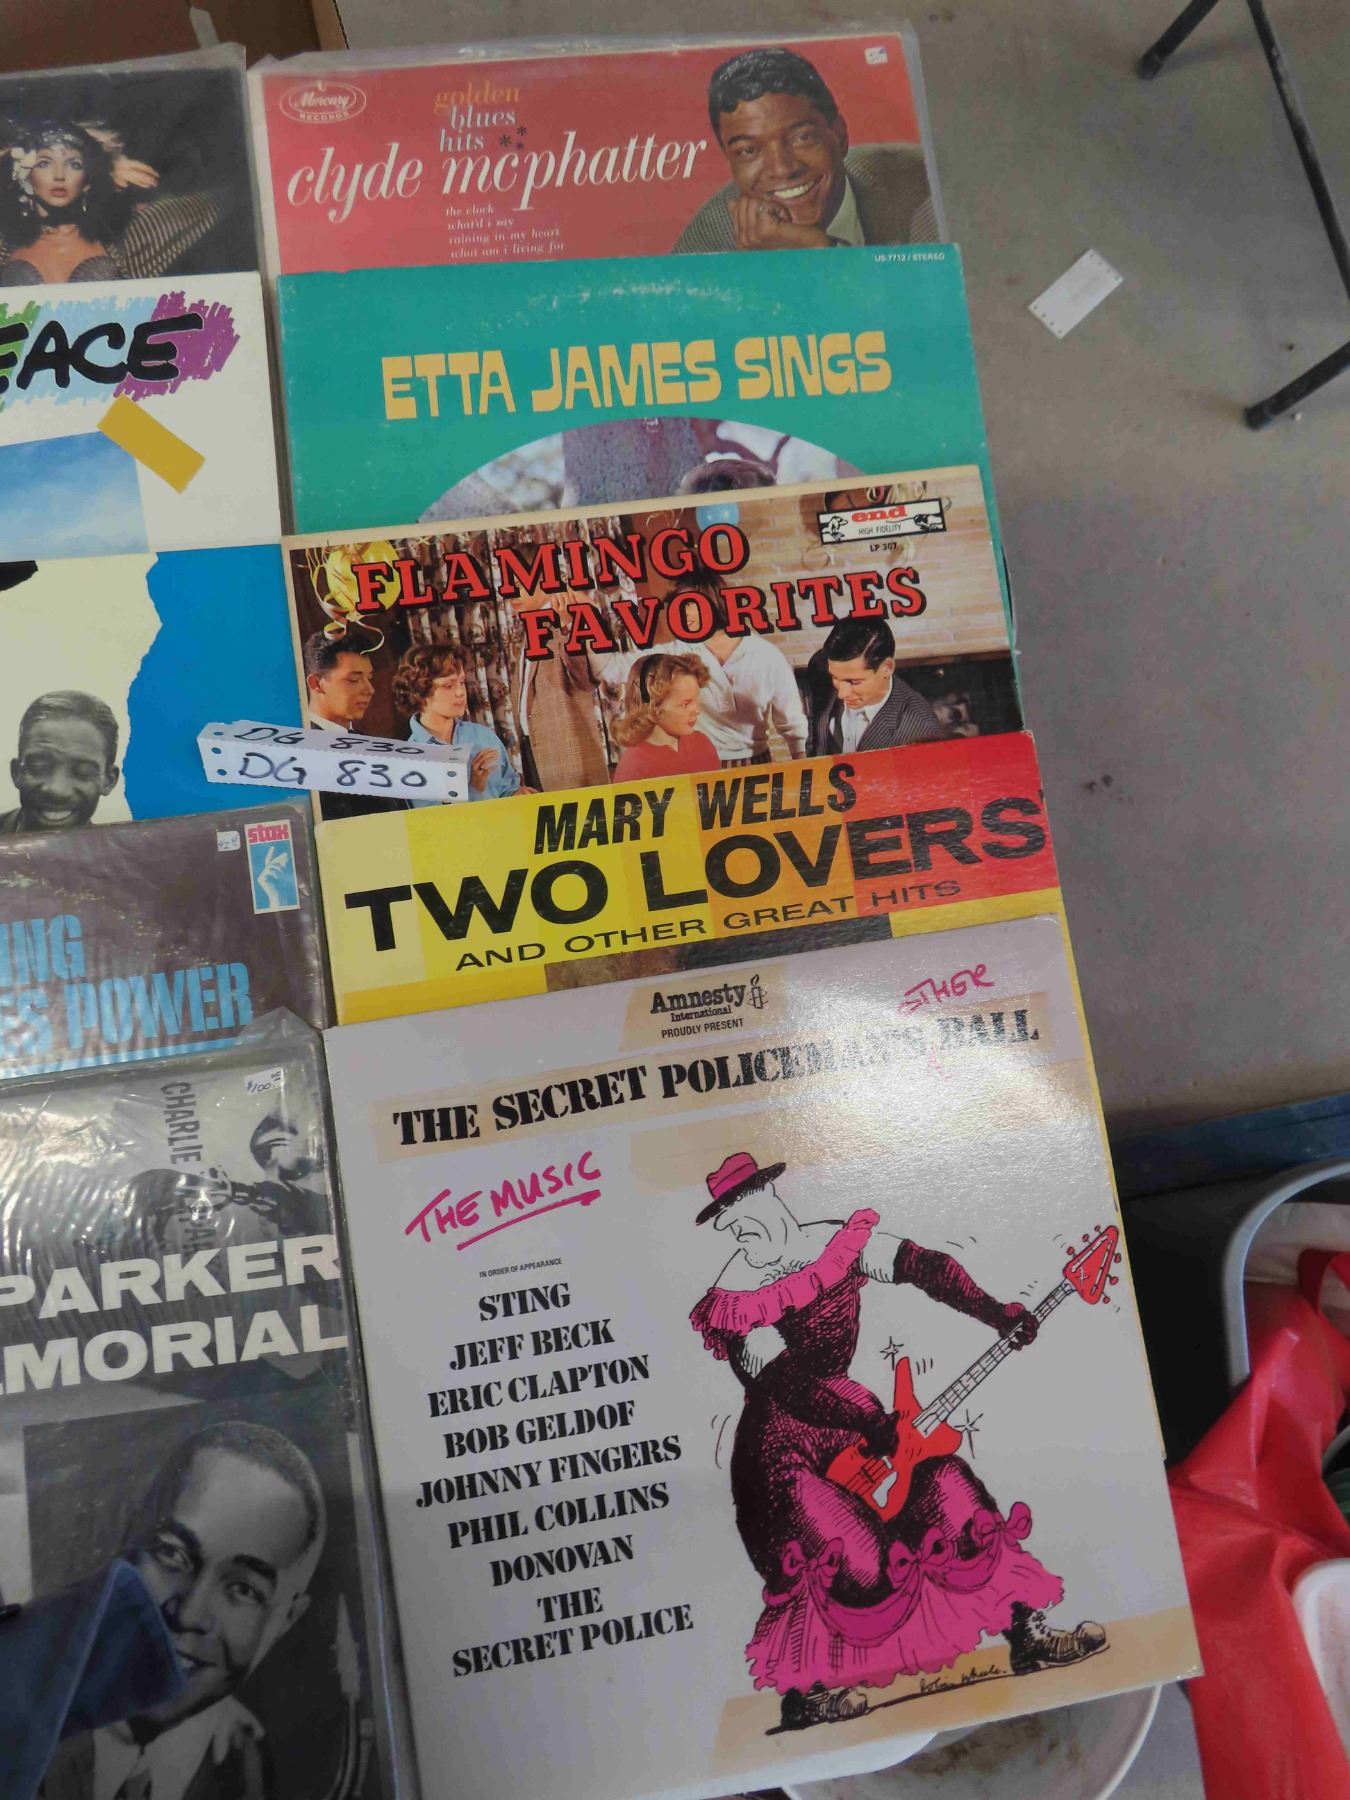 Mercury
RECORDS
golden
blues
hits
clyde mcphatter
the clock
what'd i say
raining in my heart
what am i living for
US-7712 / STEREO
ETTA JAMES SINGS
FACE
end
HIGH FIDELITY
LP 307
FLAMINGO
FAVORITES
DG 830
DG 830
MARY WELLS
TWO LOVERS
AND OTHER GREAT HITS
stax
ING
ES POWER
Amnesty
International
PROUDLY PRESENT
OTHER
THE SECRET POLICEMAN'S BALL
THE MUSIC
IN ORDER OF APPEARANCE
STING
JEFF BECK
ERIC CLAPTON
BOB GELDOF
JOHNNY FINGERS
PHIL COLLINS
DONOVAN
THE
SECRET POLICE
$100.
CHARLIE
PARKER
MORIAL